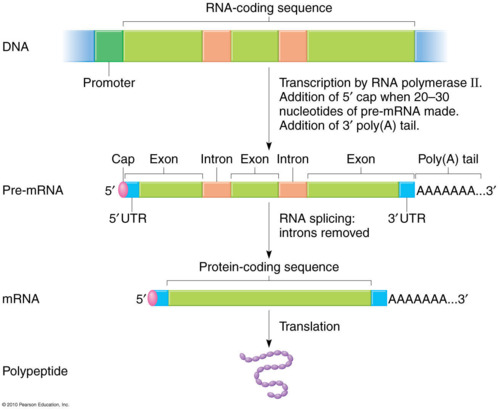 RNA-coding sequence
DNA
Promoter
Transcription by RNA polymerase II.
Addition of 5′ cap when 20–30
nucleotides of pre-mRNA made.
Addition of 3′ poly(A) tail.
Cap Exon Intron Exon Intron Exon Poly(A) tail
Pre-mRNA 5′ AAAAAAA...3′
5′ UTR 3′ UTR
RNA splicing:
introns removed
Protein-coding sequence
mRNA 5′ AAAAAAA...3′
Translation
Polypeptide
© 2010 Pearson Education, Inc.